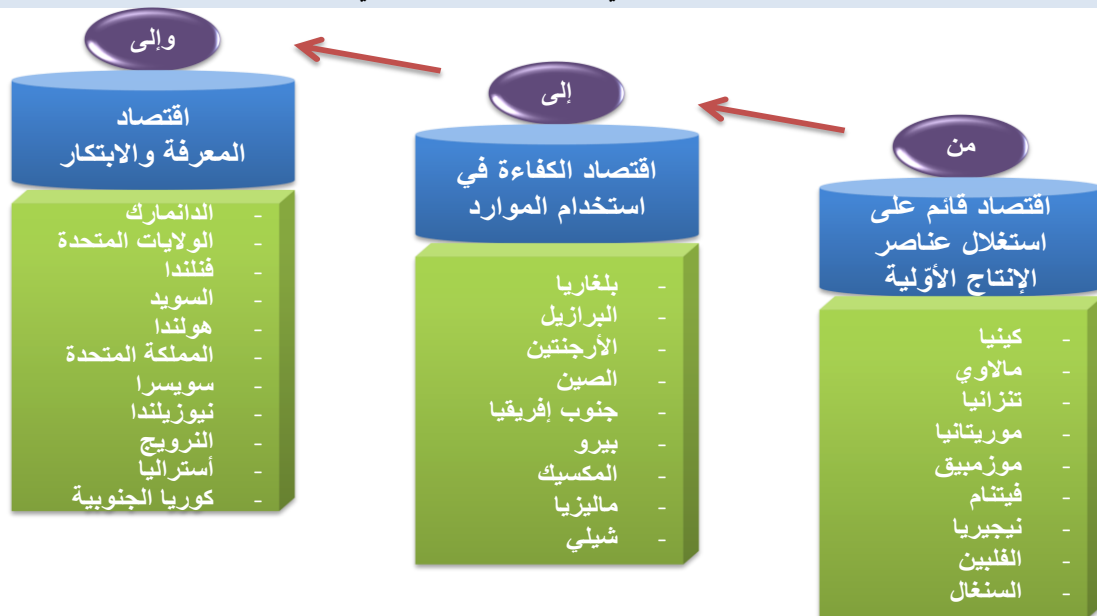 من
اقتصاد قائم على
استغلال عناصر
الإنتاج الأوّلية
- كينيا
- مالاوي
- تنزانيا
- موريتانيا
- موزمبيق
- فيتنام
- نيجيريا
- الفلبين
- السنغال
إلى
اقتصاد الكفاءة في
استخدام الموارد
- بلغاريا
- البرازيل
- الأرجنتين
- الصين
- جنوب إفريقيا
- بيرو
- المكسيك
- ماليزيا
- شيلي
وإلى
اقتصاد
المعرفة والابتكار
- الدانمارك
- الولايات المتحدة
- فنلندا
- السويد
- هولندا
- المملكة المتحدة
- سويسرا
- نيوزيلندا
- النرويج
- أستراليا
- كوريا الجنوبية